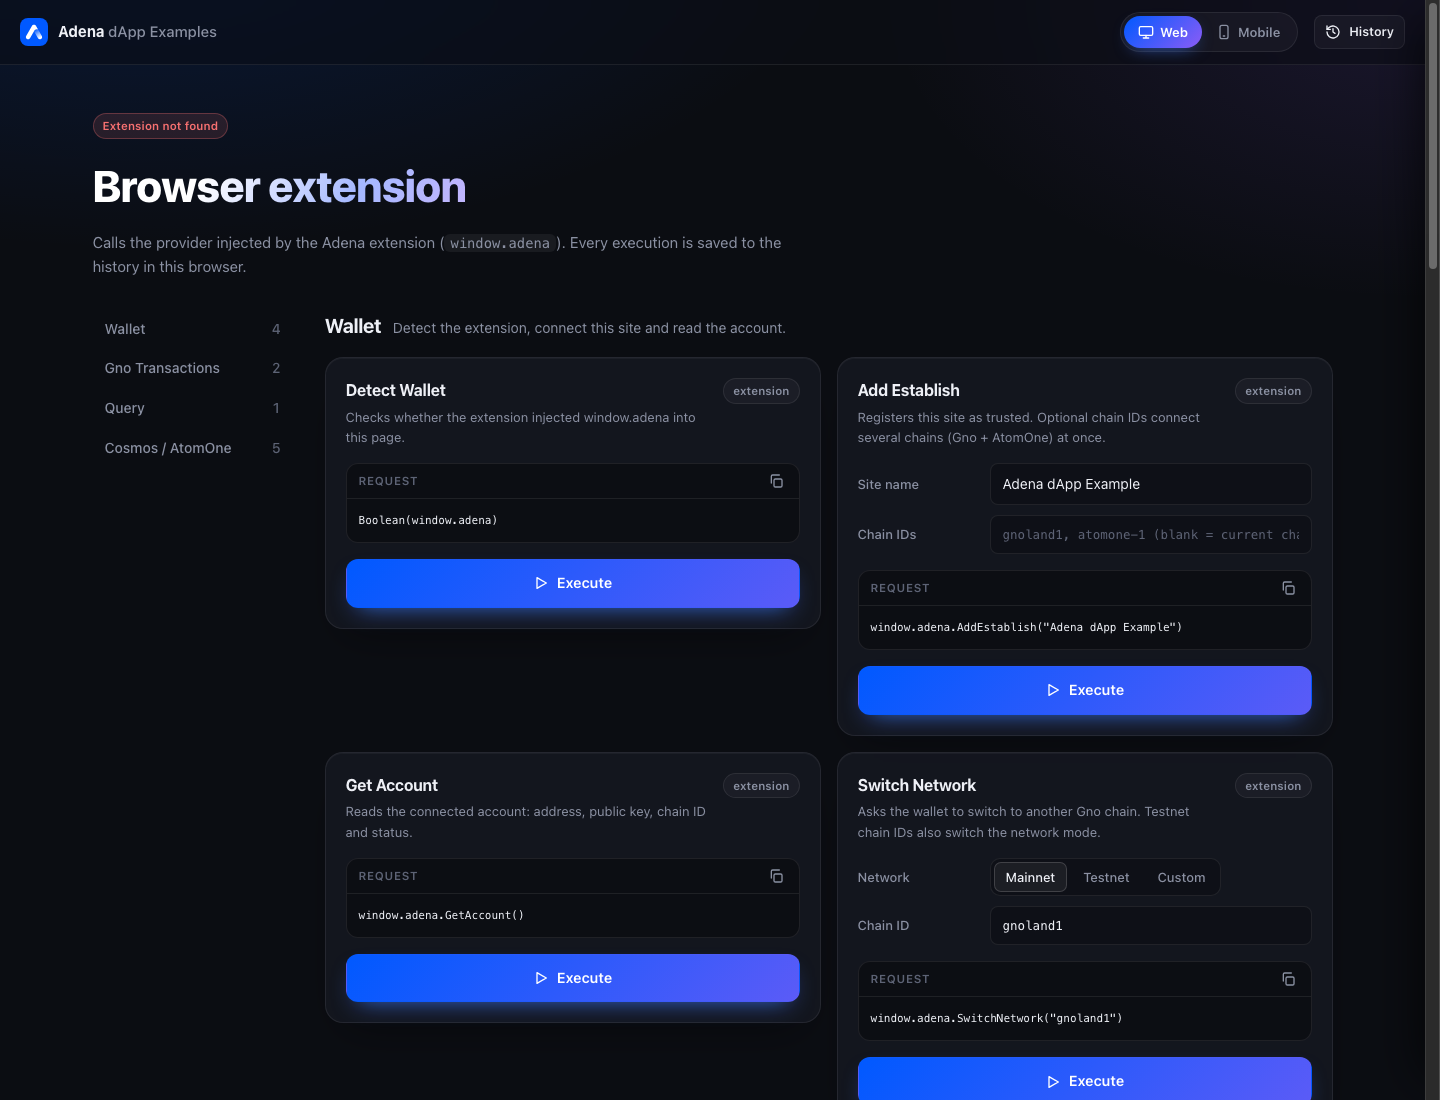 Adena dApp Examples
Web
Mobile
History
Extension not found
Browser extension
Calls the provider injected by the Adena extension ( window.adena ). Every execution is saved to the
history in this browser.
Wallet 4
Gno Transactions 2
Query 1
Cosmos / AtomOne 5
Wallet Detect the extension, connect this site and read the account.
Detect Wallet
extension
Checks whether the extension injected window.adena into
this page.
REQUEST
Boolean(window.adena)
Execute
Add Establish
extension
Registers this site as trusted. Optional chain IDs connect
several chains (Gno + AtomOne) at once.
Site name
Adena dApp Example
Chain IDs
gnoland1, atomone-1 (blank = current cha
REQUEST
window.adena.AddEstablish("Adena dApp Example")
Execute
Get Account
extension
Reads the connected account: address, public key, chain ID
and status.
REQUEST
window.adena.GetAccount()
Execute
Switch Network
extension
Asks the wallet to switch to another Gno chain. Testnet
chain IDs also switch the network mode.
Network
Mainnet Testnet Custom
Chain ID
gnoland1
REQUEST
window.adena.SwitchNetwork("gnoland1")
Execute